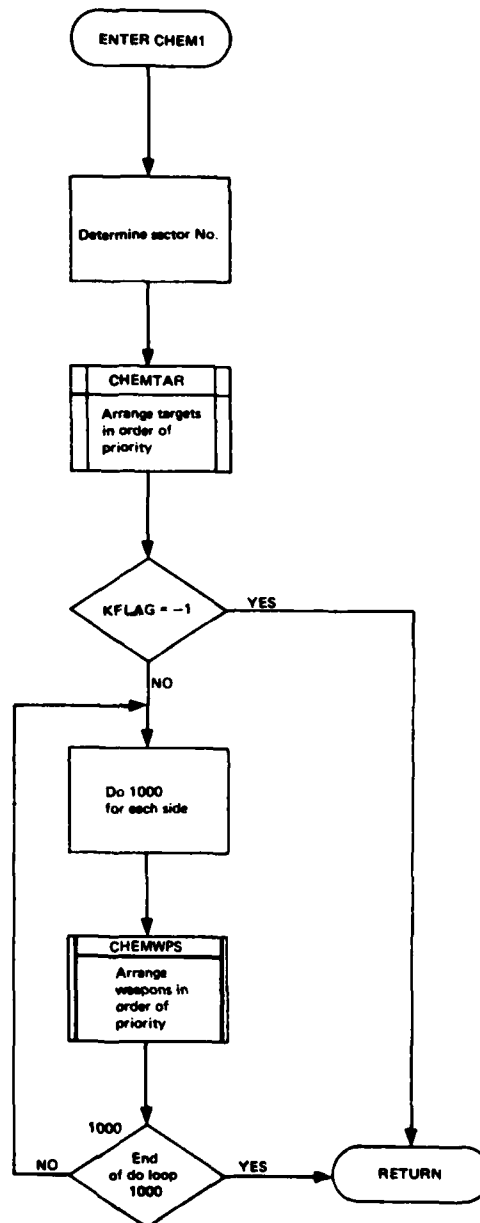 ENTER CHEM1
Determine sector No.
CHEMTAR
Arrange targets
in order of
priority
KFLAG = -1
YES
NO
Do 1000
for each side
CHEMWPS
Arrange
weapons in
order of
priority
1000
End
of do loop
1000
NO
YES
RETURN